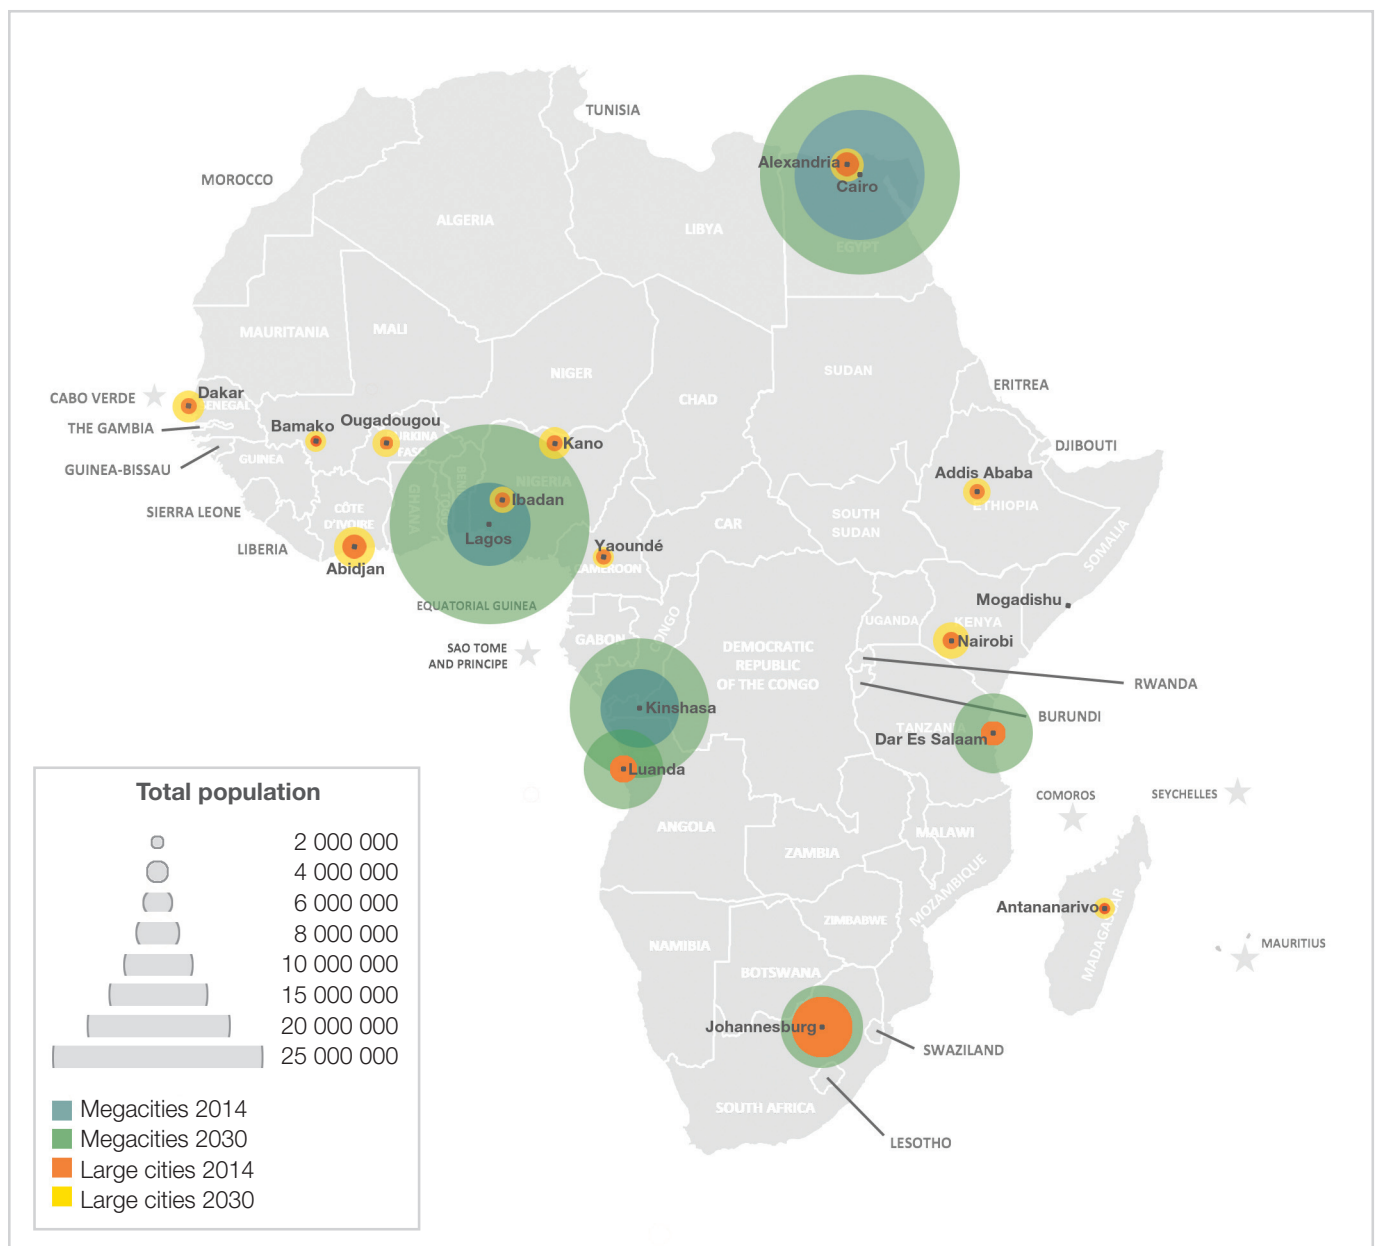 TUNISIA
MOROCCO
Alexandria
Cairo
ALGERIA
LIBYA
EGYPT
MAURITANIA
MALI
NIGER
CHAD
SUDAN
ERITREA
CABO VERDE
Dakar
SENEGAL
THE GAMBIA
Bamako
Ougadougou
BURKINA
FASO
Kano
DJIBOUTI
GUINEA-BISSAU
GUINEA
Addis Ababa
ETHIOPIA
SIERRA LEONE
CÔTE
D'IVOIRE
GHANA
TOGO
BENIN
NIGERIA
Ibadan
Lagos
CAR
SOUTH
SUDAN
SOMALIA
LIBERIA
Abidjan
Yaoundé
CAMEROON
EQUATORIAL GUINEA
Mogadishu
UGANDA
KENYA
Nairobi
SAO TOME
AND PRINCIPE
GABON
CONGO
DEMOCRATIC
REPUBLIC
OF THE CONGO
RWANDA
Kinshasa
BURUNDI
TANZANIA
Dar Es Salaam
Luanda
COMOROS
SEYCHELLES
ANGOLA
ZAMBIA
MALAWI
MOZAMBIQUE
Antananarivo
MADAGASCAR
ZIMBABWE
NAMIBIA
BOTSWANA
MAURITIUS
Johannesburg
SWAZILAND
SOUTH AFRICA
LESOTHO
Total population
2 000 000
4 000 000
6 000 000
8 000 000
10 000 000
15 000 000
20 000 000
25 000 000
Megacities 2014
Megacities 2030
Large cities 2014
Large cities 2030